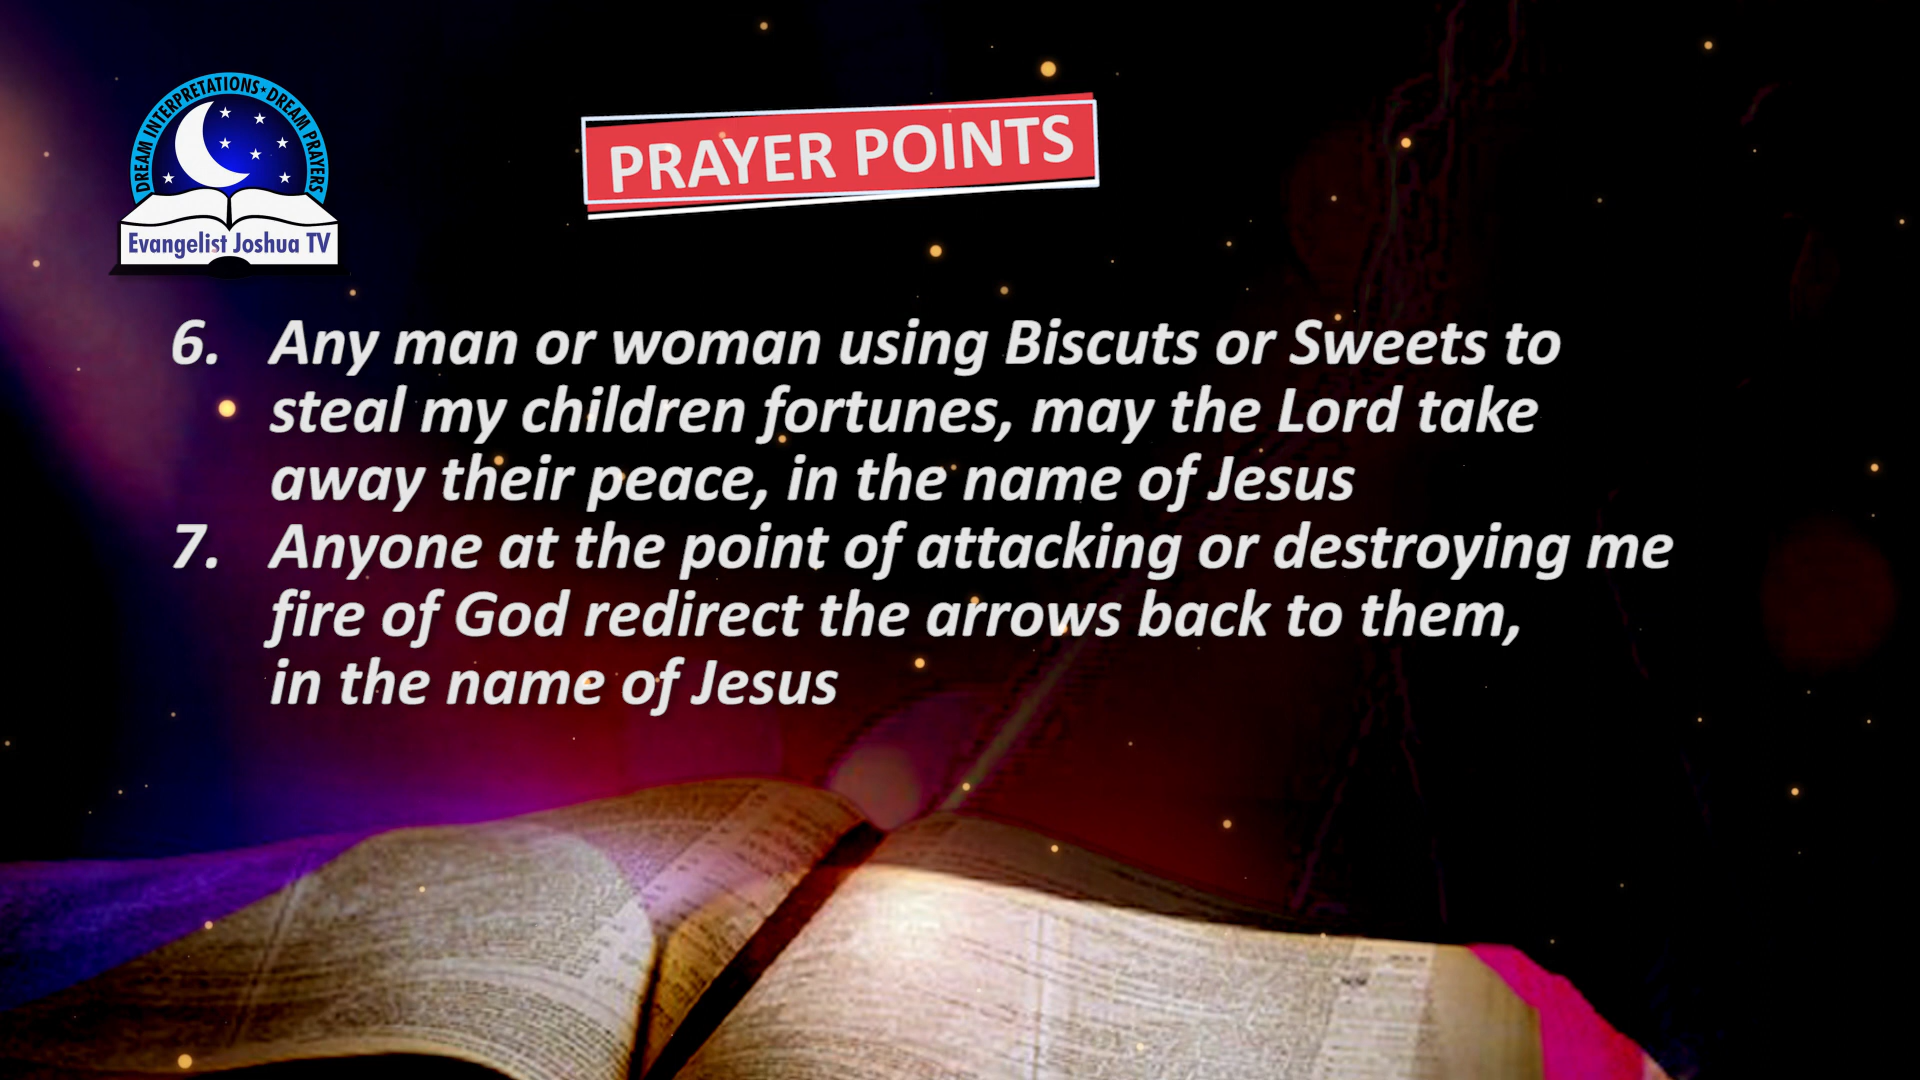 DREAM INTERPRETATIONS * DREAM PRAYERS
Evangelist Joshua TV
PRAYER POINTS
6. Any man or woman using Biscuts or Sweets to
steal my children fortunes, may the Lord take
away their peace, in the name of Jesus
7. Anyone at the point of attacking or destroying me
fire of God redirect the arrows back to them,
in the name of Jesus